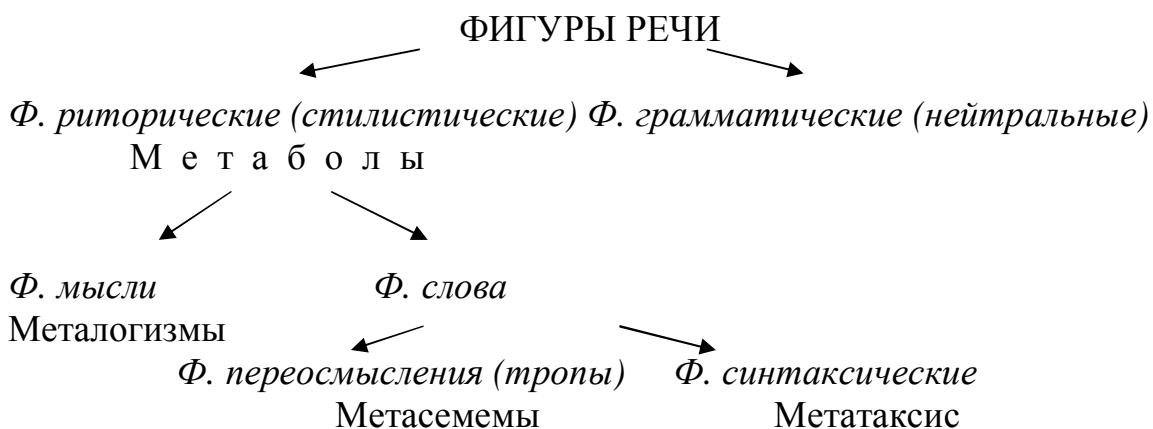 ФИГУРЫ РЕЧИ
Ф. риторические (стилистические) Ф. грамматические (нейтральные)
М е т а б о л ы
Ф. мысли Ф. слова
Металогизмы
Ф. переосмысления (тропы) Ф. синтаксические
Метасемемы Метатаксис